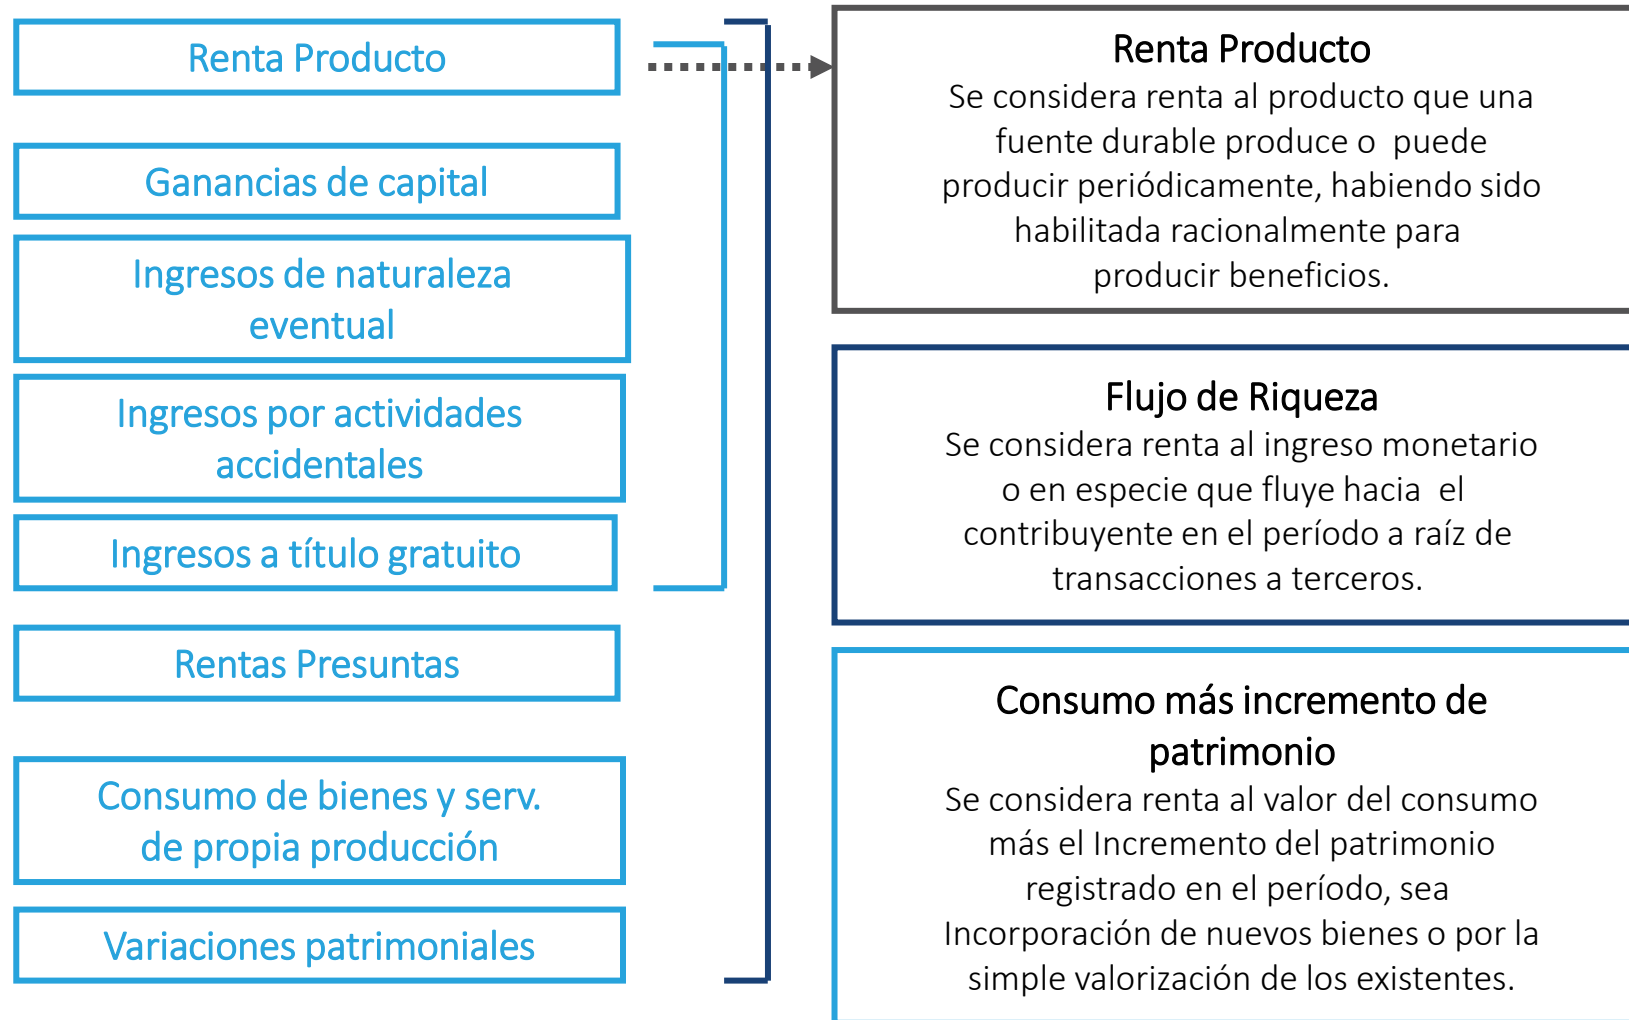 Renta Producto
Ganancias de capital
Ingresos de naturaleza
eventual
Ingresos por actividades
accidentales
Ingresos a título gratuito
Rentas Presuntas
Consumo de bienes y serv.
de propia producción
Variaciones patrimoniales
Renta Producto
Se considera renta al producto que una
fuente durable produce o puede
producir periódicamente, habiendo sido
habilitada racionalmente para
producir beneficios.
Flujo de Riqueza
Se considera renta al ingreso monetario
o en especie que fluye hacia el
contribuyente en el período a raíz de
transacciones a terceros.
Consumo más incremento de
patrimonio
Se considera renta al valor del consumo
más el Incremento del patrimonio
registrado en el período, sea
Incorporación de nuevos bienes o por la
simple valorización de los existentes.